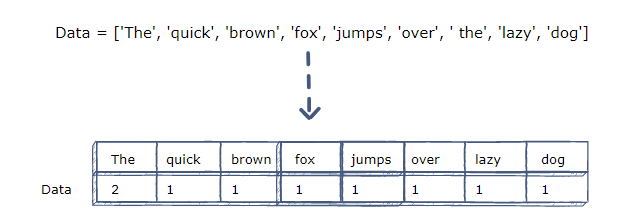 Data = ['The', 'quick', 'brown', 'fox', 'jumps', 'over', ' the', 'lazy', 'dog']
The quick brown fox jumps over lazy dog
Data 2 1 1 1 1 1 1 1